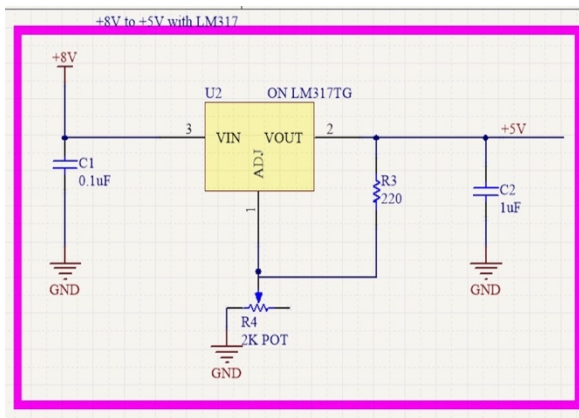 +8V to +5V with LM317
+8V
U2
ON LM317TG
3
VIN
VOUT
2
+5V
ADJ
1
C1
0.1uF
R3
220
C2
1uF
GND
GND
R4
2K POT
GND